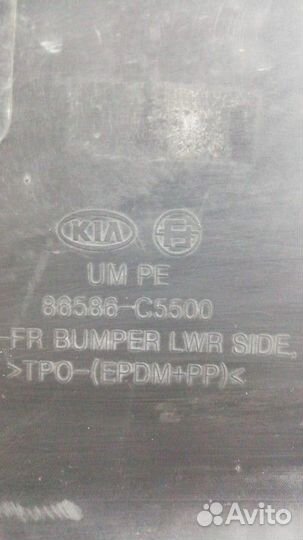 KIA
UM PE
86586-C5500
FR BUMPER LWR SIDE,
>TPO-(EPDM+PP)<
Avito